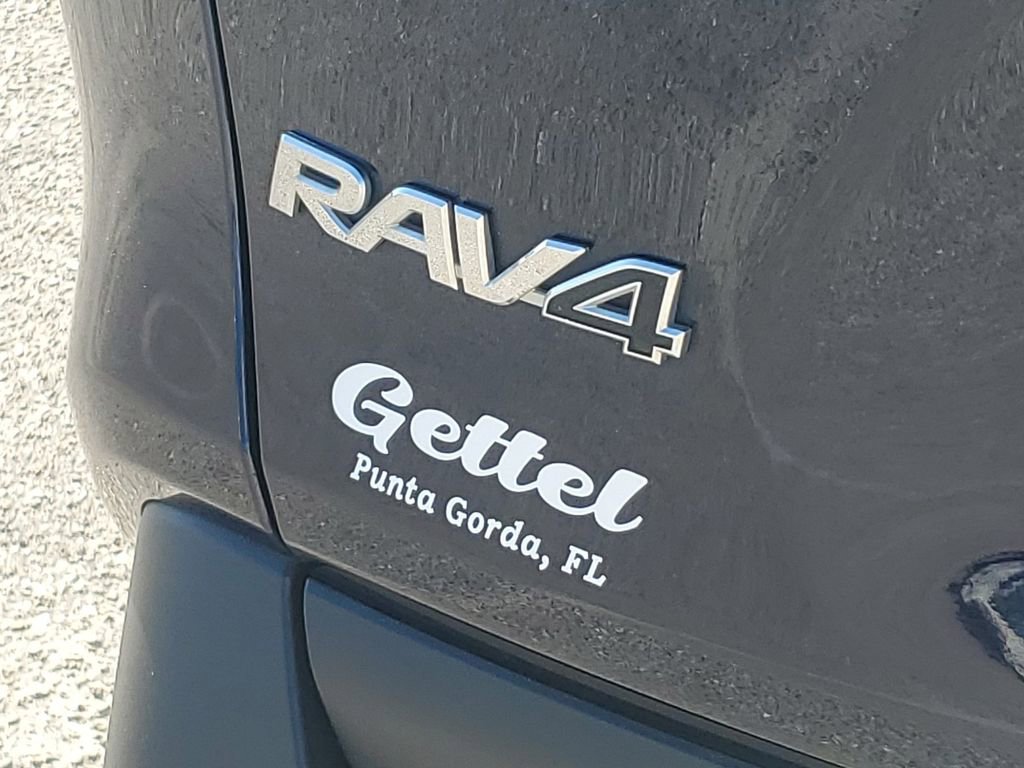 RAV4
Gettel
Punta Gorda, FL